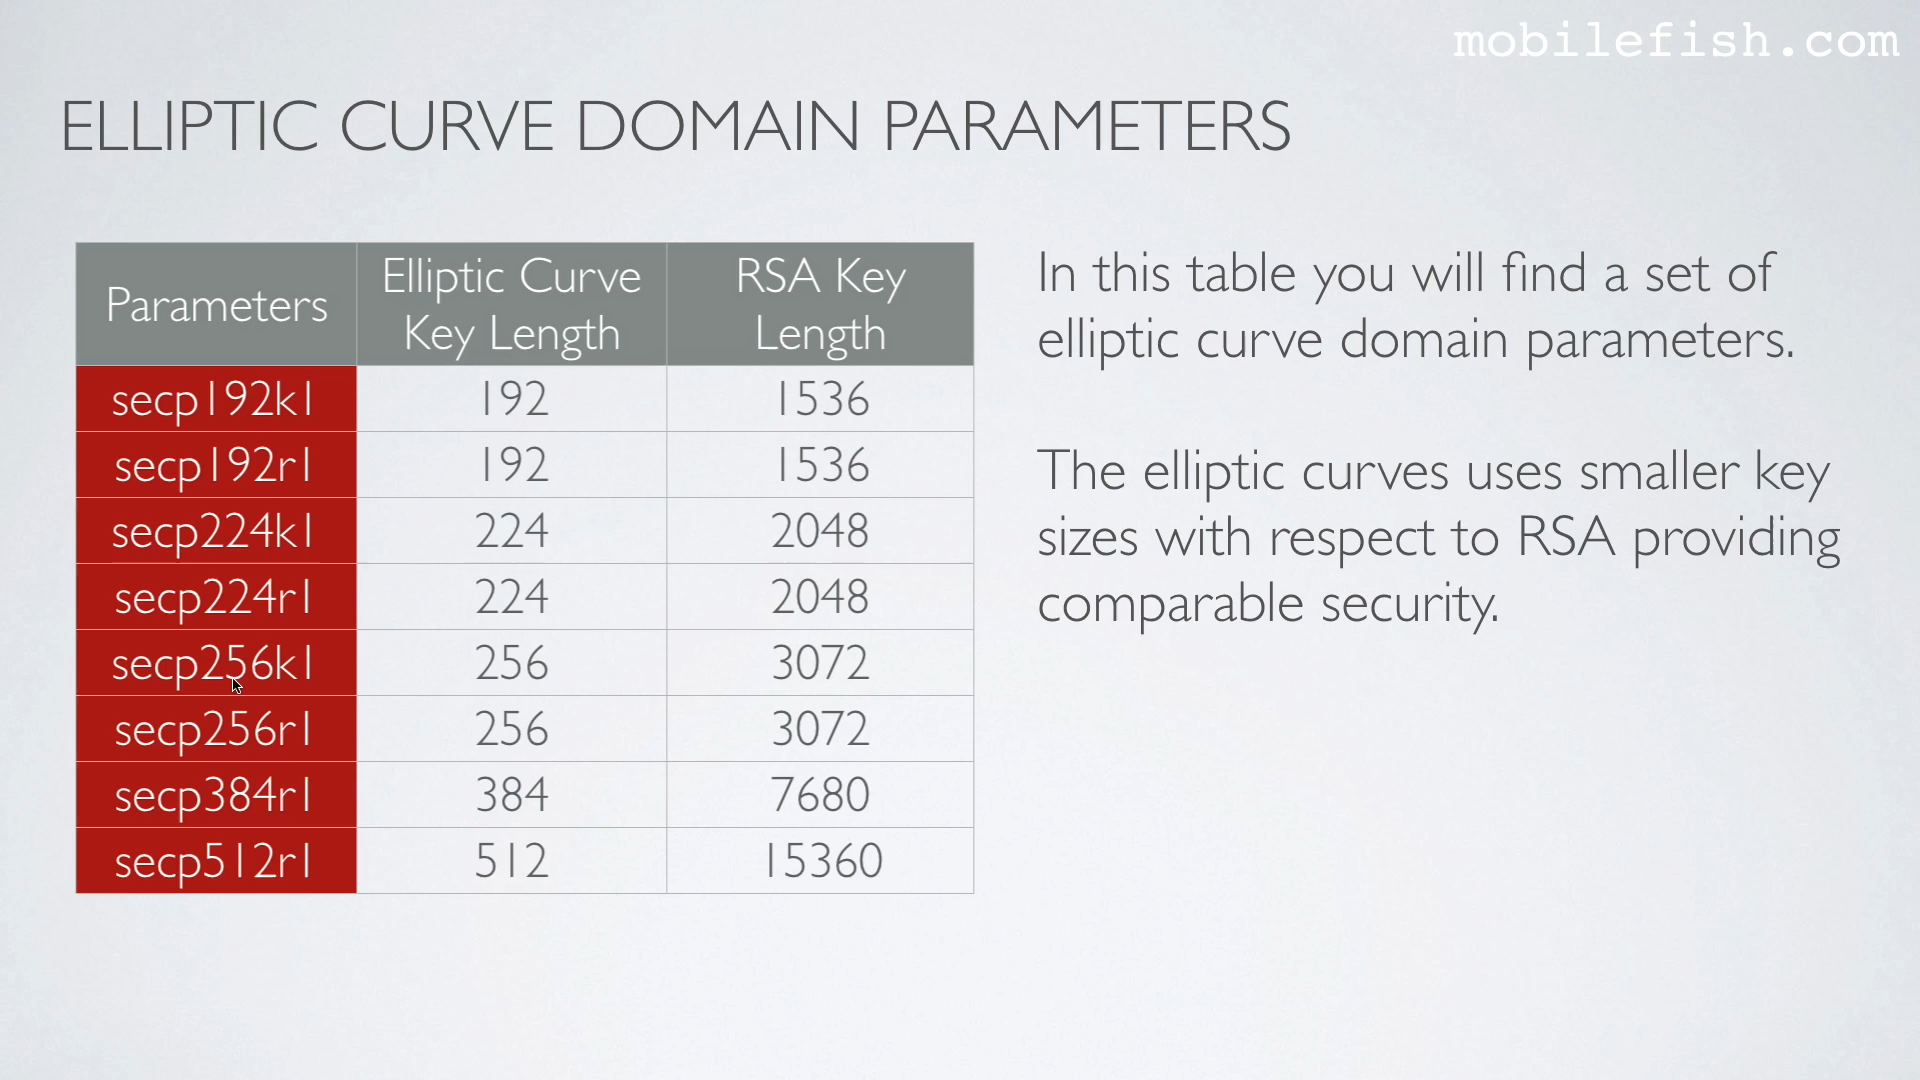 mobilefish.com
ELLIPTIC CURVE DOMAIN PARAMETERS
Parameters Elliptic Curve Key Length RSA Key Length
secp192k1 192 1536
secp192r1 192 1536
secp224k1 224 2048
secp224r1 224 2048
secp256k1 256 3072
secp256r1 256 3072
secp384r1 384 7680
secp512r1 512 15360
In this table you will find a set of
elliptic curve domain parameters.
The elliptic curves uses smaller key
sizes with respect to RSA providing
comparable security.